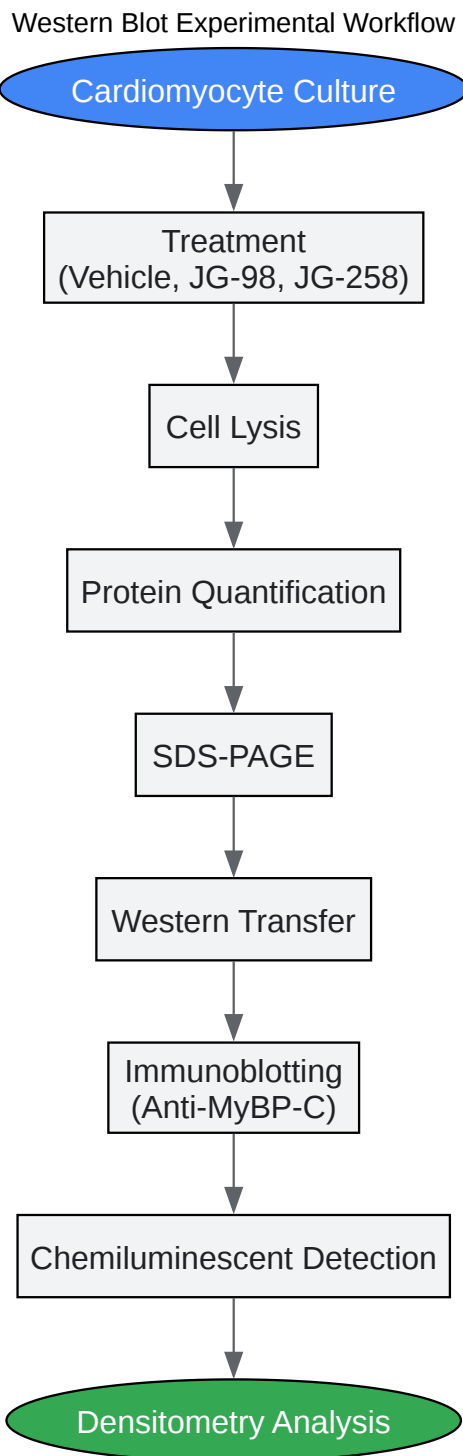 Western Blot Experimental Workflow
Cardiomyocyte Culture
Treatment
(Vehicle, JG-98, JG-258)
Cell Lysis
Protein Quantification
SDS-PAGE
Western Transfer
Immunoblotting
(Anti-MyBP-C)
Chemiluminescent Detection
Densitometry Analysis